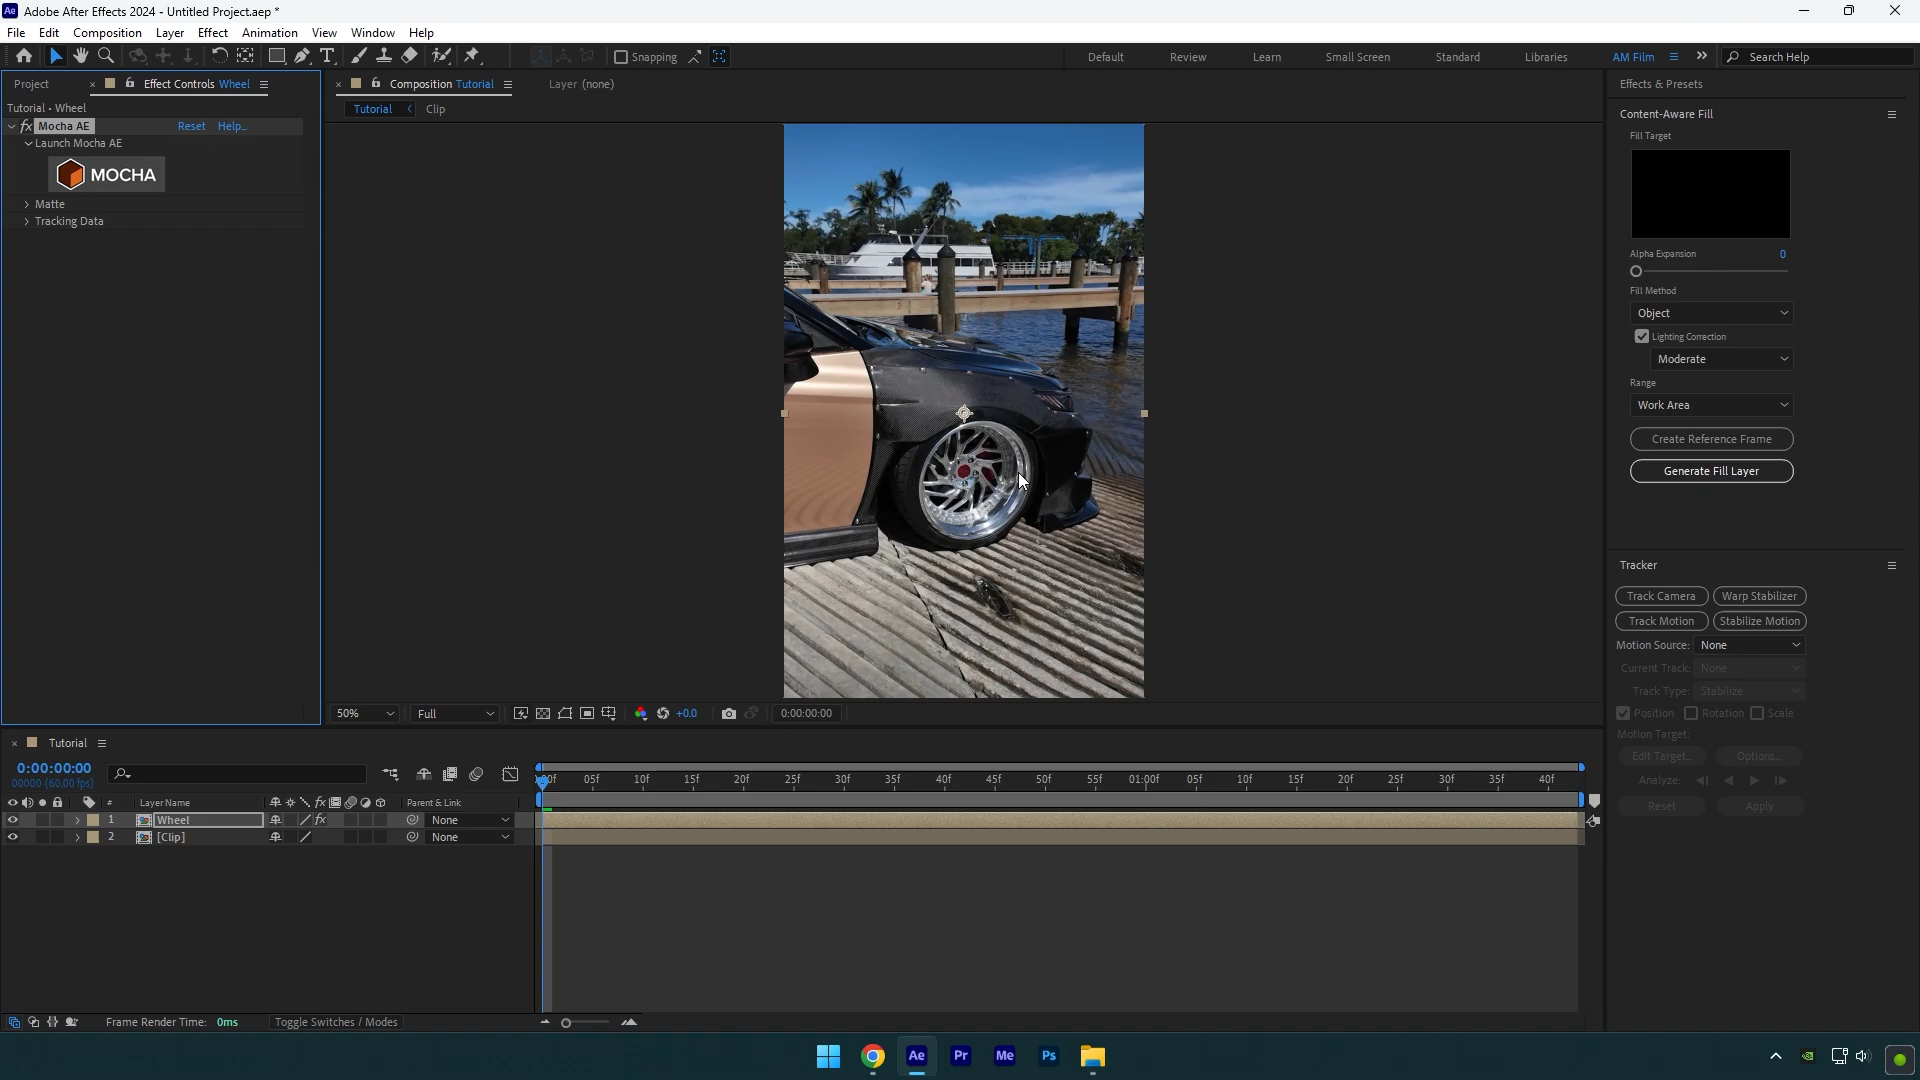 Adobe After Effects 2024 - Untitled Project.aep *
File Edit Composition Layer Effect Animation View Window Help
Snapping
Default Review Learn Small Screen Standard Libraries AM Film Search Help
Project Effect Controls Wheel
Composition Tutorial Layer (none)
Effects & Presets
Tutorial • Wheel
Tutorial Clip
Content-Aware Fill
fx Mocha AE Reset Help...
Launch Mocha AE
MOCHA
Matte
Tracking Data
Fill Target
Alpha Expansion 0
Fill Method
Object
Lighting Correction
Moderate
Range
Work Area
Create Reference Frame
Generate Fill Layer
Tracker
Track Camera Warp Stabilizer
Track Motion Stabilize Motion
Motion Source: None
Current Track: None
Track Type: Stabilize
Position Rotation Scale
Motion Target:
Edit Target... Options...
Analyze:
Reset Apply
50% Full +0.0 0:00:00:00
Tutorial
0:00:00:00
00000 (60.00 fps)
:00f 05f 10f 15f 20f 25f 30f 35f 40f 45f 50f 55f 01:00f 05f 10f 15f 20f 25f 30f 35f 40f
# Layer Name fx Parent & Link
1 Wheel fx None
2 [Clip] None
Frame Render Time: 0ms Toggle Switches / Modes
Ae Pr Me Ps